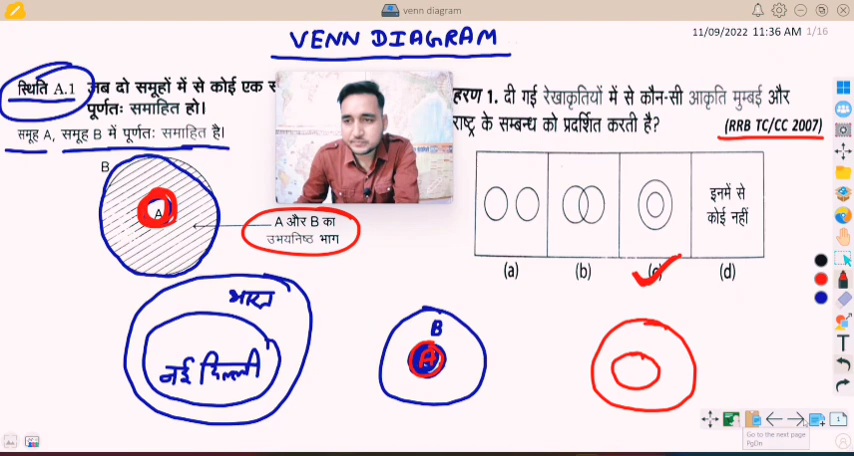 venn diagram
11/09/2022 11:36 AM 1/16
VENN DIAGRAM
स्थिति A.1 जब दो समूहों में से कोई एक
पूर्णतः समाहित हो।
समूह A, समूह B में पूर्णतः समाहित है।
B
A
A और B का
उभयनिष्ठ भाग
हरण 1. दी गई रेखाकृतियों में से कौन-सी आकृति मुम्बई और
राष्ट्र के सम्बन्ध को प्रदर्शित करती है?
(RRB TC/CC 2007)
इनमें से
कोई नहीं
(a) (b) (c) (d)
भारत
नई दिल्ली
B
A
T
1
Go to the next page
PgDn